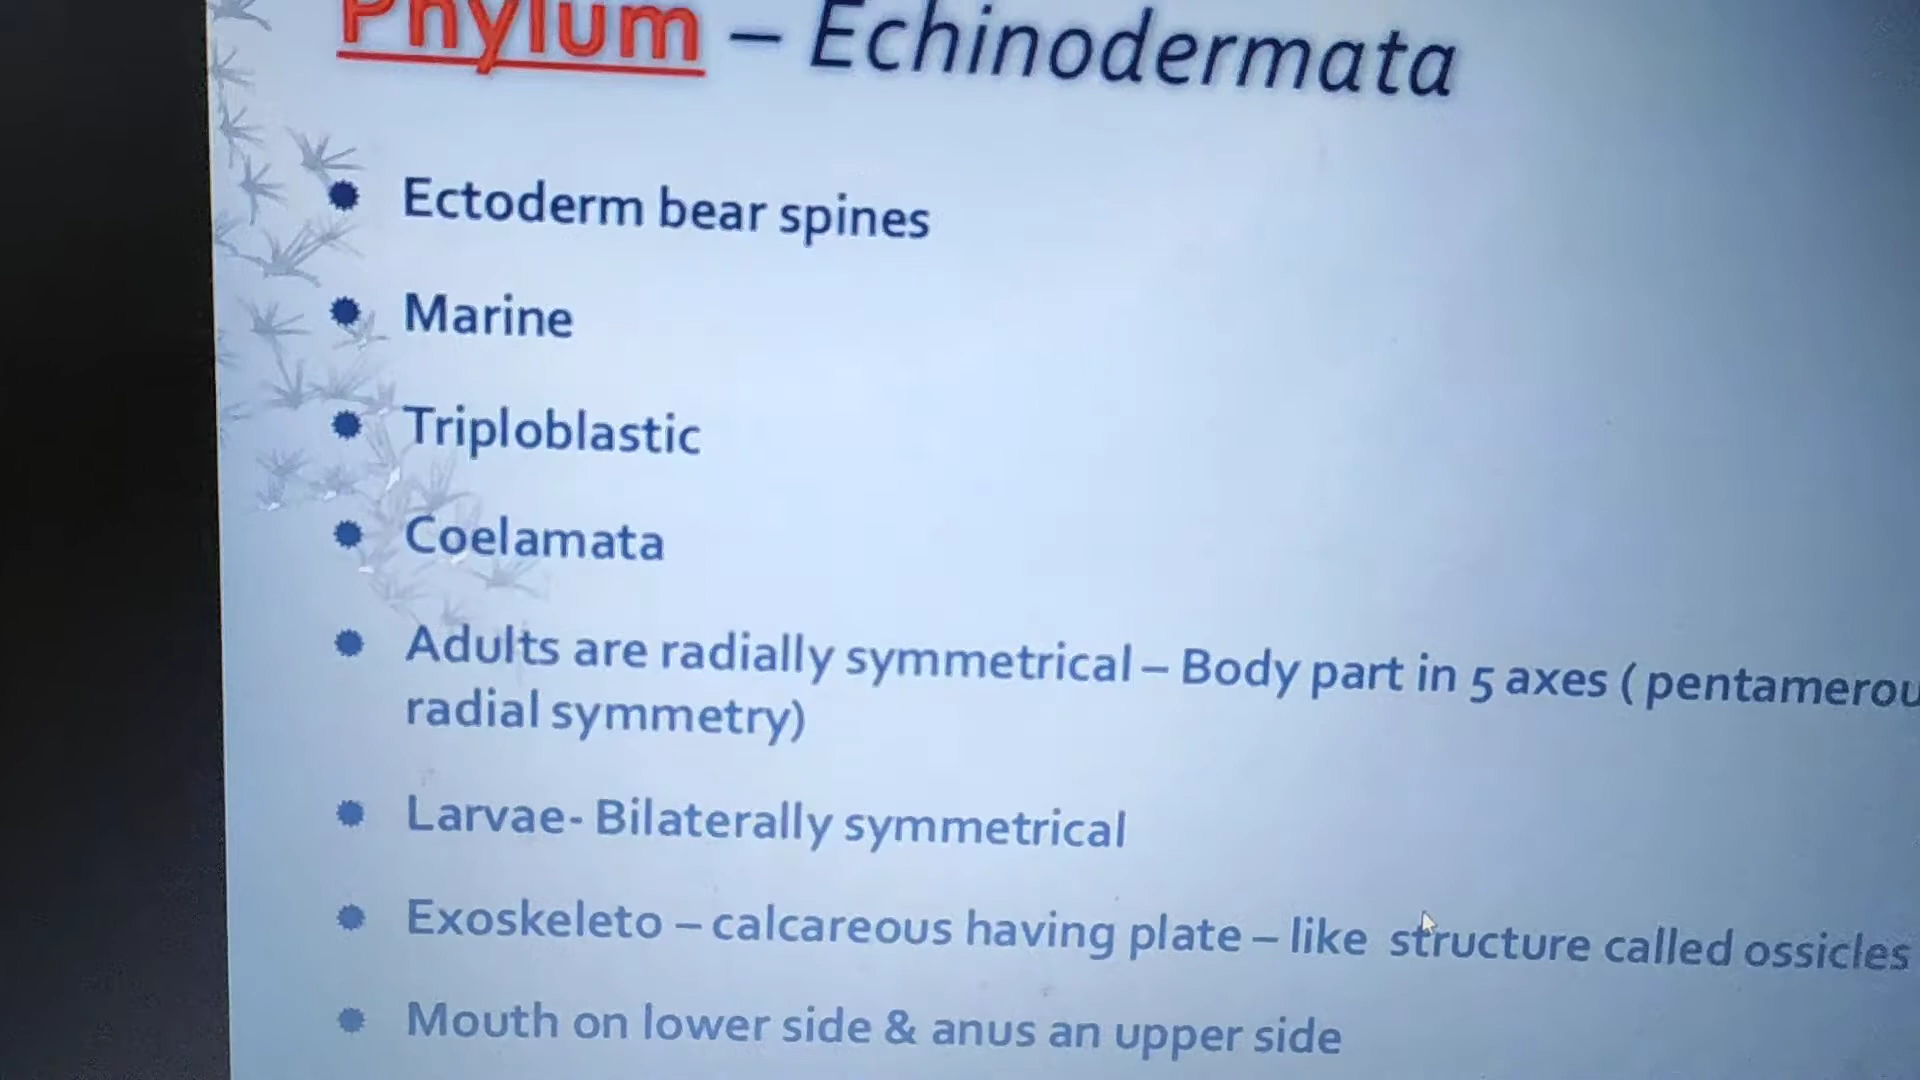 Phylum – Echinodermata
Ectoderm bear spines
Marine
Triploblastic
Coelamata
Adults are radially symmetrical – Body part in 5 axes ( pentamerou
radial symmetry)
Larvae- Bilaterally symmetrical
Exoskeleto – calcareous having plate – like structure called ossicles
Mouth on lower side & anus an upper side